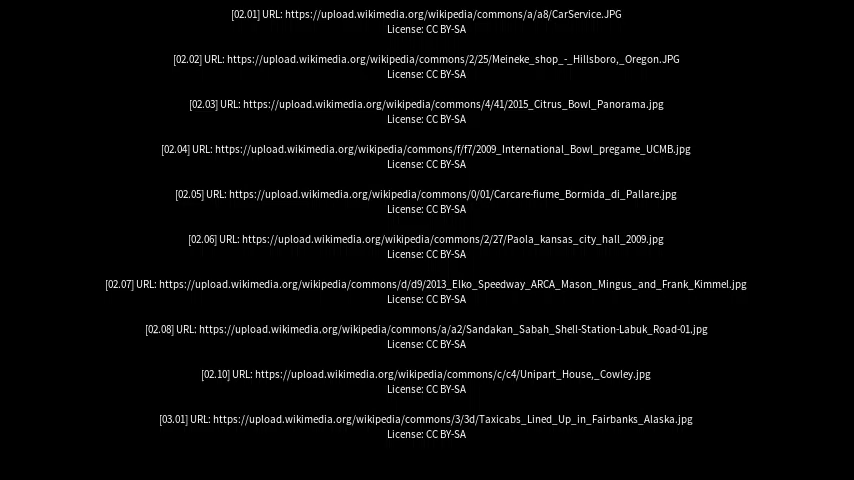 [02.01] URL: https://upload.wikimedia.org/wikipedia/commons/a/a8/CarService.JPG
License: CC BY-SA
[02.02] URL: https://upload.wikimedia.org/wikipedia/commons/2/25/Meineke_shop_-_Hillsboro,_Oregon.JPG
License: CC BY-SA
[02.03] URL: https://upload.wikimedia.org/wikipedia/commons/4/41/2015_Citrus_Bowl_Panorama.jpg
License: CC BY-SA
[02.04] URL: https://upload.wikimedia.org/wikipedia/commons/f/f7/2009_International_Bowl_pregame_UCMB.jpg
License: CC BY-SA
[02.05] URL: https://upload.wikimedia.org/wikipedia/commons/0/01/Carcare-fiume_Bormida_di_Pallare.jpg
License: CC BY-SA
[02.06] URL: https://upload.wikimedia.org/wikipedia/commons/2/27/Paola_kansas_city_hall_2009.jpg
License: CC BY-SA
[02.07] URL: https://upload.wikimedia.org/wikipedia/commons/d/d9/2013_Elko_Speedway_ARCA_Mason_Mingus_and_Frank_Kimmel.jpg
License: CC BY-SA
[02.08] URL: https://upload.wikimedia.org/wikipedia/commons/a/a2/Sandakan_Sabah_Shell-Station-Labuk_Road-01.jpg
License: CC BY-SA
[02.10] URL: https://upload.wikimedia.org/wikipedia/commons/c/c4/Unipart_House,_Cowley.jpg
License: CC BY-SA
[03.01] URL: https://upload.wikimedia.org/wikipedia/commons/3/3d/Taxicabs_Lined_Up_in_Fairbanks_Alaska.jpg
License: CC BY-SA